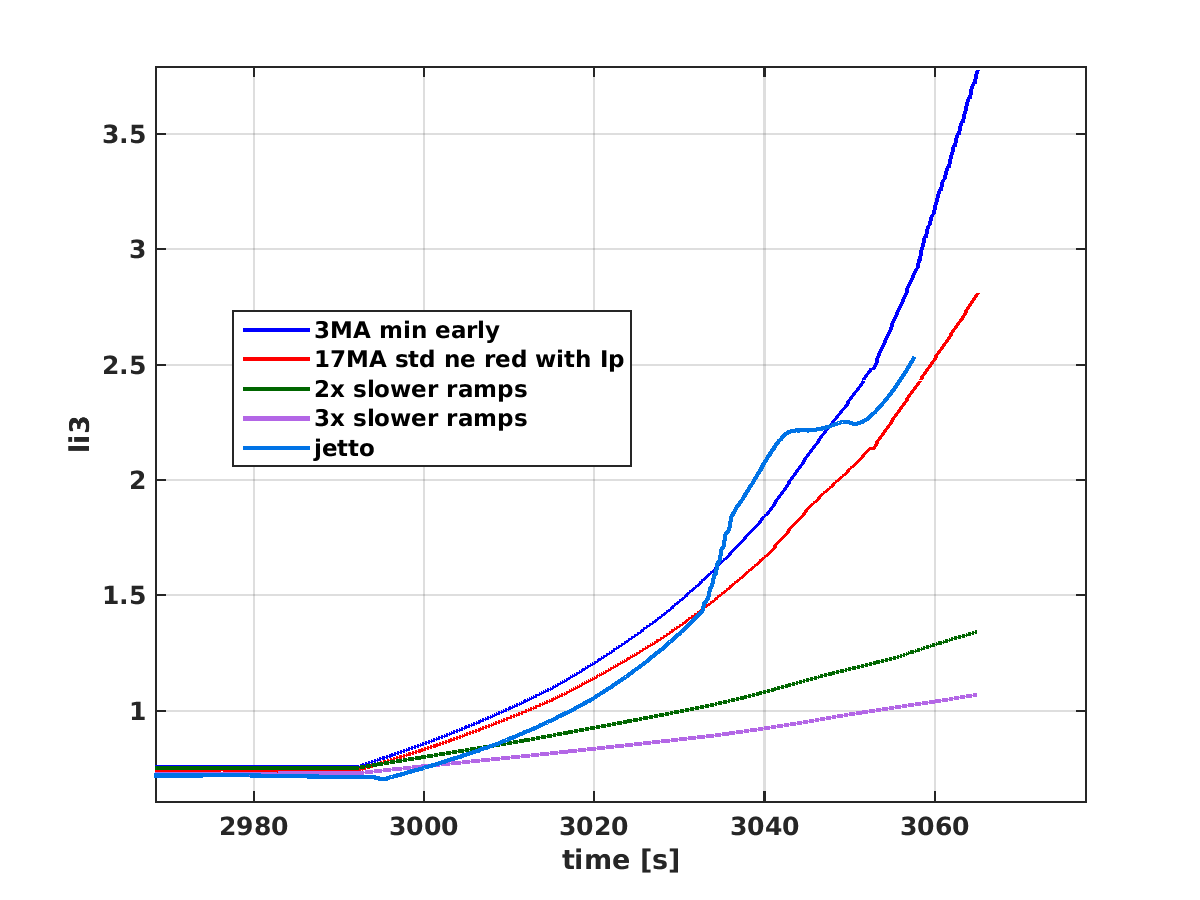 3.5
3
2.5
2
1.5
1
li3
3MA min early
17MA std ne red with Ip
2x slower ramps
3x slower ramps
jetto
2980 3000 3020 3040 3060
time [s]